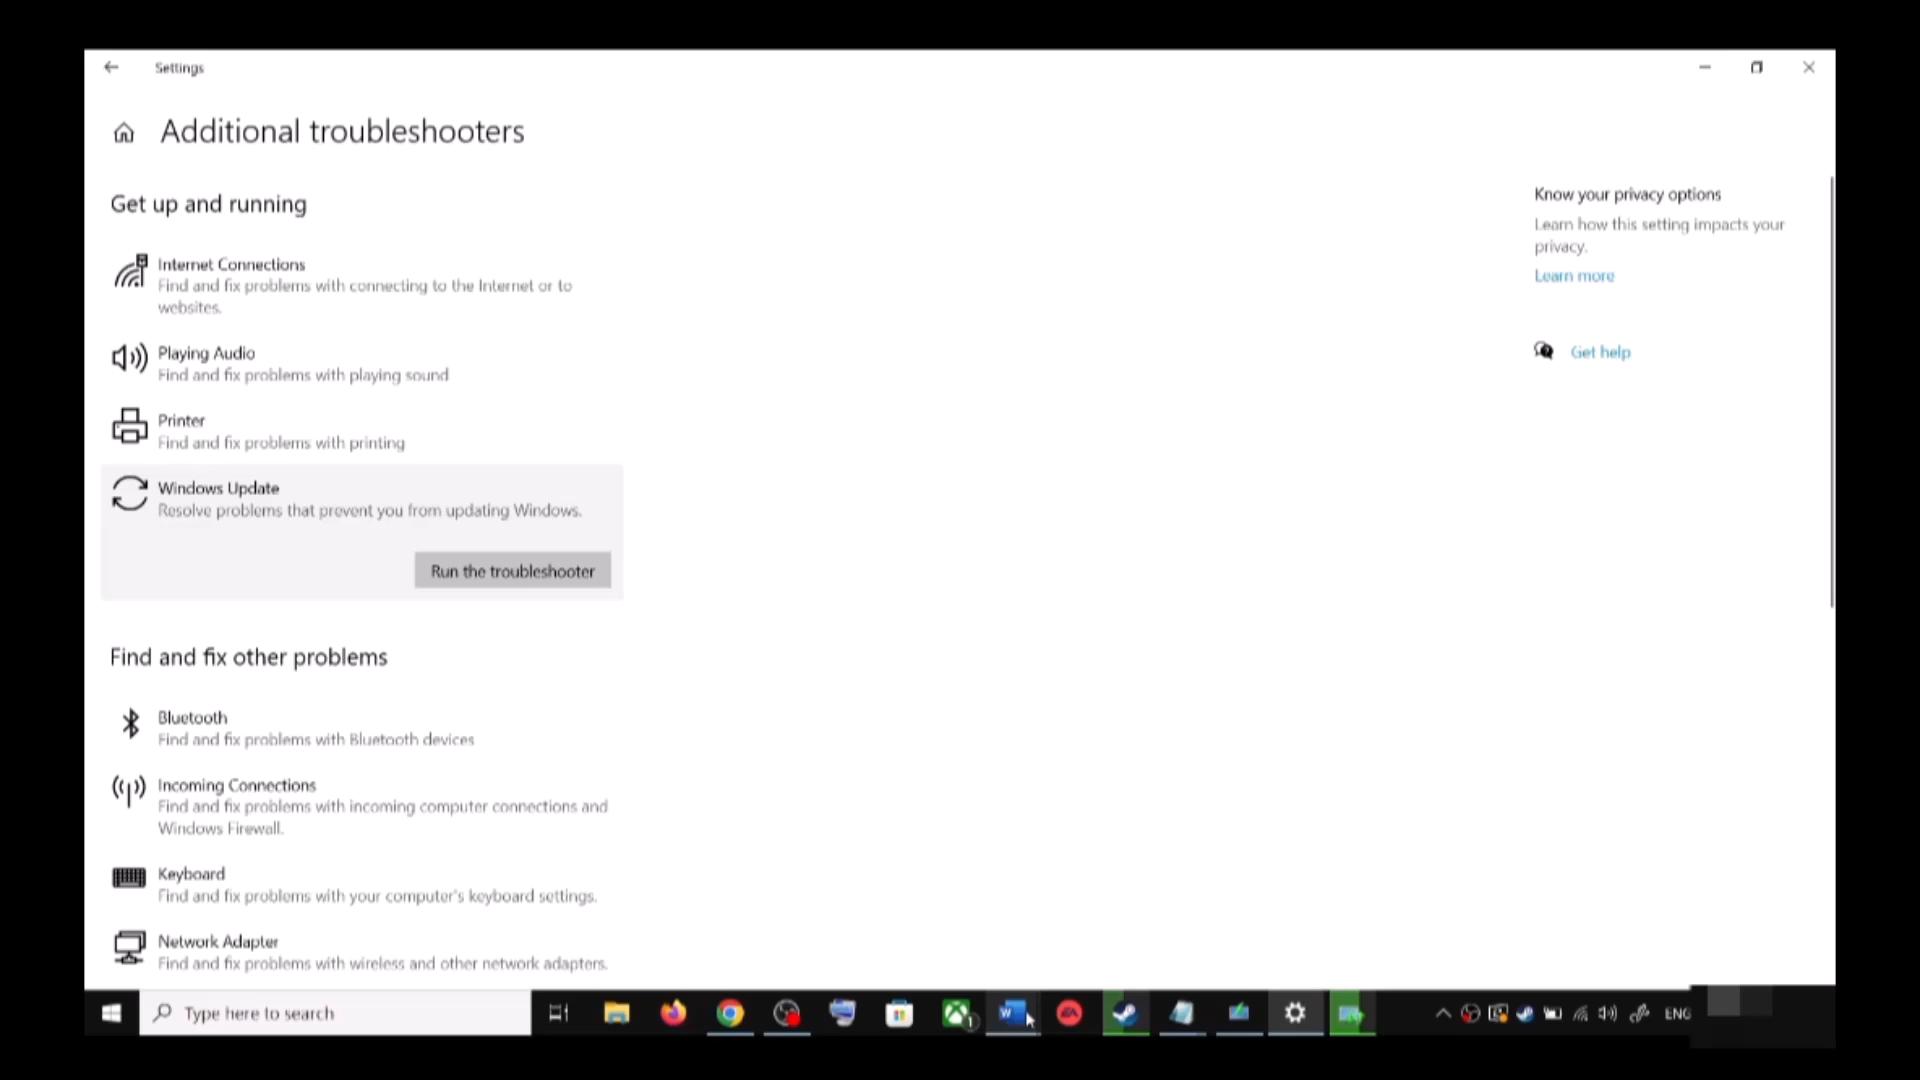 Settings
Additional troubleshooters
Get up and running
Internet Connections
Find and fix problems with connecting to the Internet or to
websites.
Playing Audio
Find and fix problems with playing sound
Printer
Find and fix problems with printing
Windows Update
Resolve problems that prevent you from updating Windows.
Run the troubleshooter
Find and fix other problems
Bluetooth
Find and fix problems with Bluetooth devices
Incoming Connections
Find and fix problems with incoming computer connections and
Windows Firewall.
Keyboard
Find and fix problems with your computer's keyboard settings.
Network Adapter
Find and fix problems with wireless and other network adapters.
Know your privacy options
Learn how this setting impacts your
privacy.
Learn more
Get help
Type here to search
1
W
EA
ENG